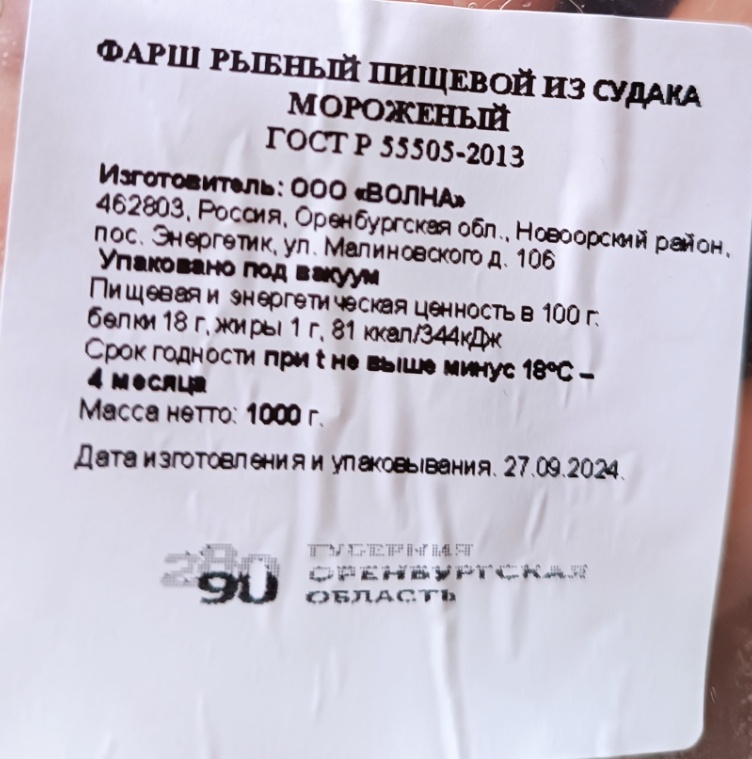 ФАРШ РЫБНЫЙ ПИЩЕВОЙ ИЗ СУДАКА
МОРОЖЕНЫЙ
ГОСТ Р 55505-2013
Изготовитель: ООО «ВОЛНА»
462803, Россия, Оренбургская обл., Новоорский район,
пос. Энергетик, ул. Малиновского д. 106
Упаковано под вакуум
Пищевая и энергетическая ценность в 100 г:
белки 18 г, жиры 1 г, 81 ккал/344кДж
Срок годности при t не выше минус 18°С –
4 месяца
Масса нетто: 1000 г.
Дата изготовления и упаковывания. 27.09.2024.
280
90
ГУБЕРНИЯ
ОРЕНБУРГСКАЯ
ОБЛАСТЬ